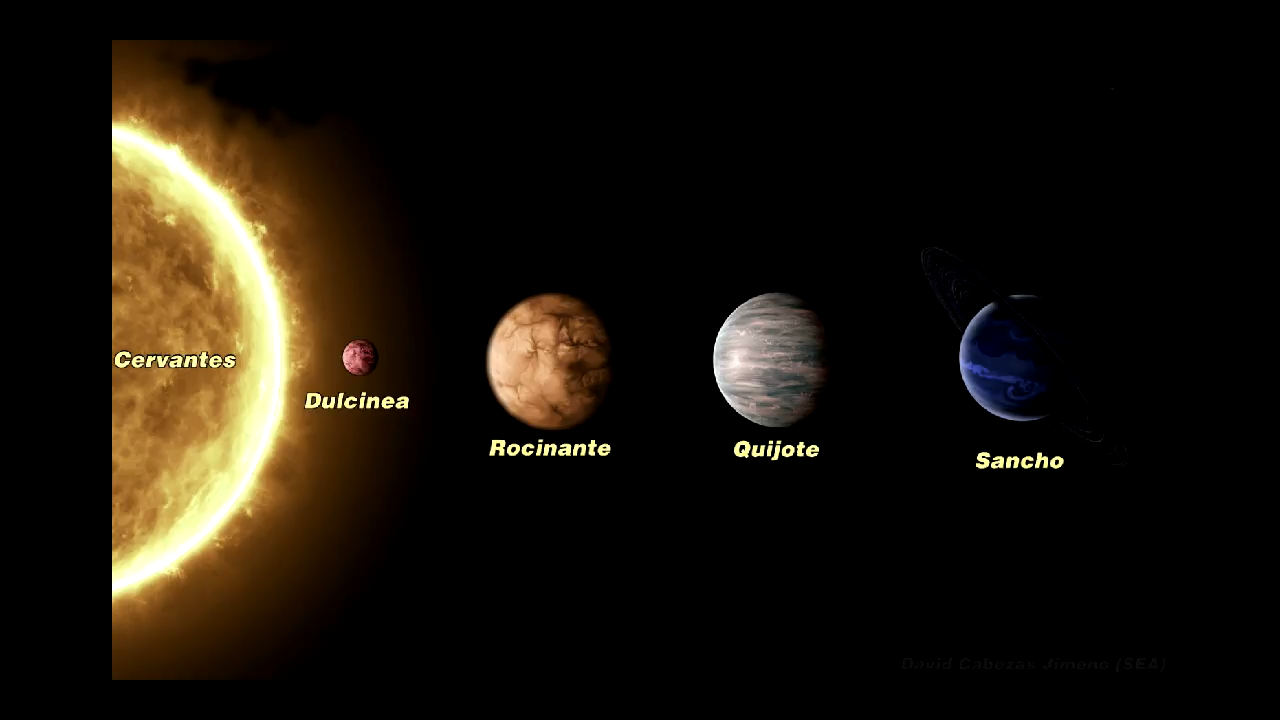 Cervantes
Dulcinea
Rocinante
Quijote
Sancho
David Cabezas Jimeno (SEA)